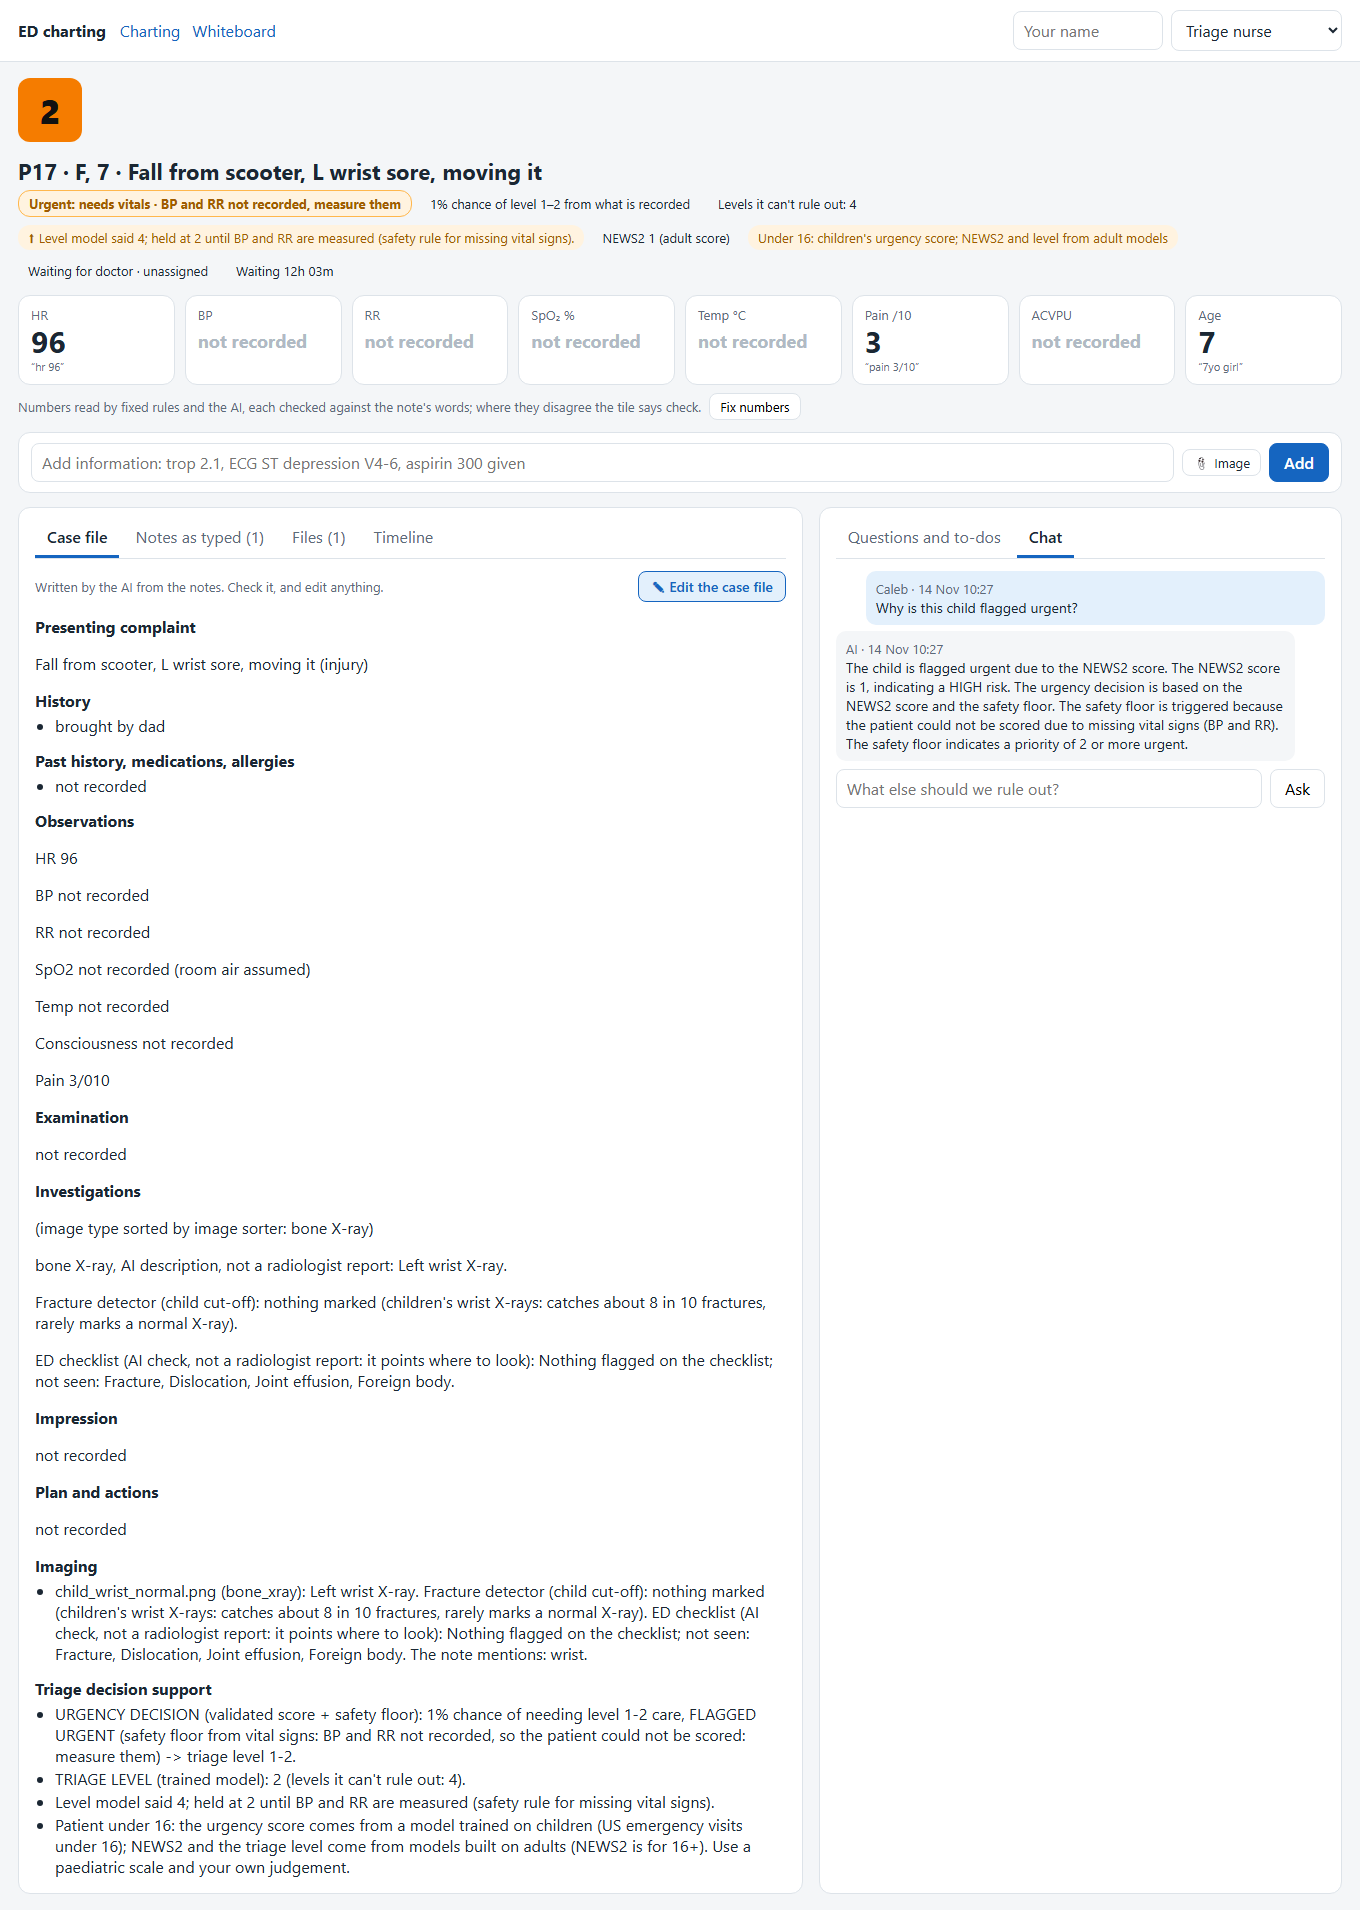 ED charting Charting Whiteboard Your name Triage nurse
2
P17 · F, 7 · Fall from scooter, L wrist sore, moving it
Urgent: needs vitals · BP and RR not recorded, measure them 1% chance of level 1–2 from what is recorded Levels it can't rule out: 4
⬆ Level model said 4; held at 2 until BP and RR are measured (safety rule for missing vital signs). NEWS2 1 (adult score) Under 16: children's urgency score; NEWS2 and level from adult models
Waiting for doctor · unassigned Waiting 12h 03m
HR BP RR SpO₂ % Temp °C Pain /10 ACVPU Age
96 not recorded not recorded not recorded not recorded 3 not recorded 7
"hr 96" "pain 3/10" "7yo girl"
Numbers read by fixed rules and the AI, each checked against the note's words; where they disagree the tile says check. Fix numbers
Add information: trop 2.1, ECG ST depression V4-6, aspirin 300 given Image Add
Case file Notes as typed (1) Files (1) Timeline
Written by the AI from the notes. Check it, and edit anything. Edit the case file
Presenting complaint
Fall from scooter, L wrist sore, moving it (injury)
History
• brought by dad
Past history, medications, allergies
• not recorded
Observations
HR 96
BP not recorded
RR not recorded
SpO2 not recorded (room air assumed)
Temp not recorded
Consciousness not recorded
Pain 3/010
Examination
not recorded
Investigations
(image type sorted by image sorter: bone X-ray)
bone X-ray, AI description, not a radiologist report: Left wrist X-ray.
Fracture detector (child cut-off): nothing marked (children's wrist X-rays: catches about 8 in 10 fractures,
rarely marks a normal X-ray).
ED checklist (AI check, not a radiologist report: it points where to look): Nothing flagged on the checklist;
not seen: Fracture, Dislocation, Joint effusion, Foreign body.
Impression
not recorded
Plan and actions
not recorded
Imaging
• child_wrist_normal.png (bone_xray): Left wrist X-ray. Fracture detector (child cut-off): nothing marked
(children's wrist X-rays: catches about 8 in 10 fractures, rarely marks a normal X-ray). ED checklist (AI
check, not a radiologist report: it points where to look): Nothing flagged on the checklist; not seen:
Fracture, Dislocation, Joint effusion, Foreign body. The note mentions: wrist.
Triage decision support
• URGENCY DECISION (validated score + safety floor): 1% chance of needing level 1-2 care, FLAGGED
URGENT (safety floor from vital signs: BP and RR not recorded, so the patient could not be scored:
measure them) -> triage level 1-2.
• TRIAGE LEVEL (trained model): 2 (levels it can't rule out: 4).
• Level model said 4; held at 2 until BP and RR are measured (safety rule for missing vital signs).
• Patient under 16: the urgency score comes from a model trained on children (US emergency visits
under 16); NEWS2 and the triage level come from models built on adults (NEWS2 is for 16+). Use a
paediatric scale and your own judgement.
Questions and to-dos Chat
Caleb · 14 Nov 10:27
Why is this child flagged urgent?
AI · 14 Nov 10:27
The child is flagged urgent due to the NEWS2 score. The NEWS2 score
is 1, indicating a HIGH risk. The urgency decision is based on the
NEWS2 score and the safety floor. The safety floor is triggered because
the patient could not be scored due to missing vital signs (BP and RR).
The safety floor indicates a priority of 2 or more urgent.
What else should we rule out? Ask